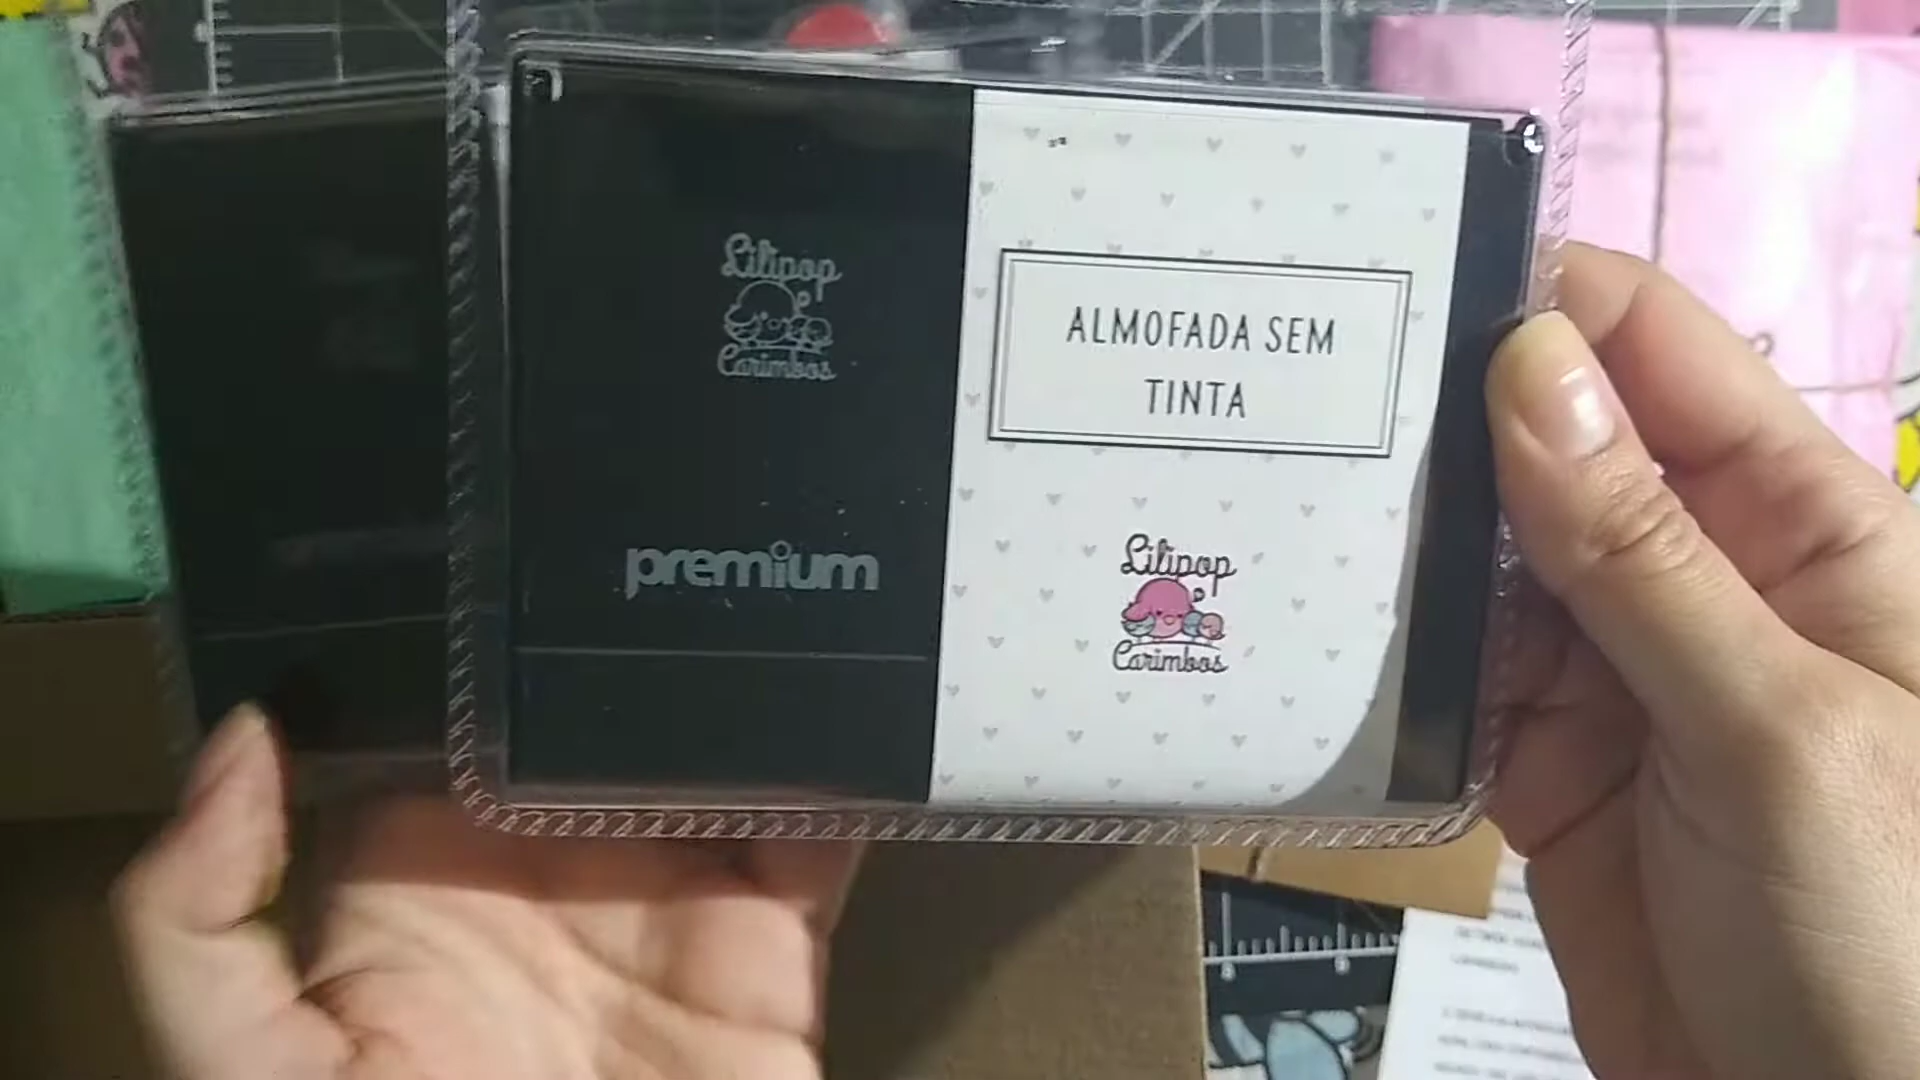 Lilipop
Carimbos
premium
ALMOFADA SEM
TINTA
Lilipop
Carimbos